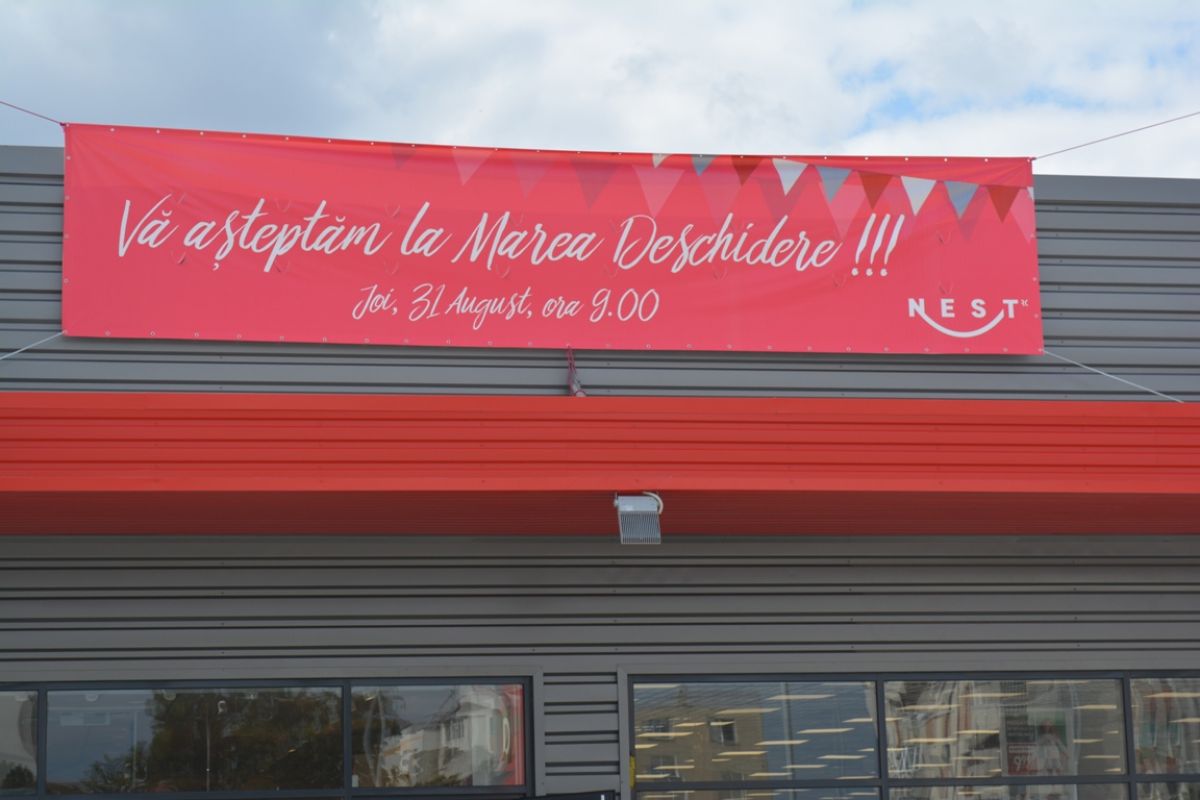 Vă așteptăm la Marea Deschidere !!!
Joi, 31 August, ora 9.00
NEST